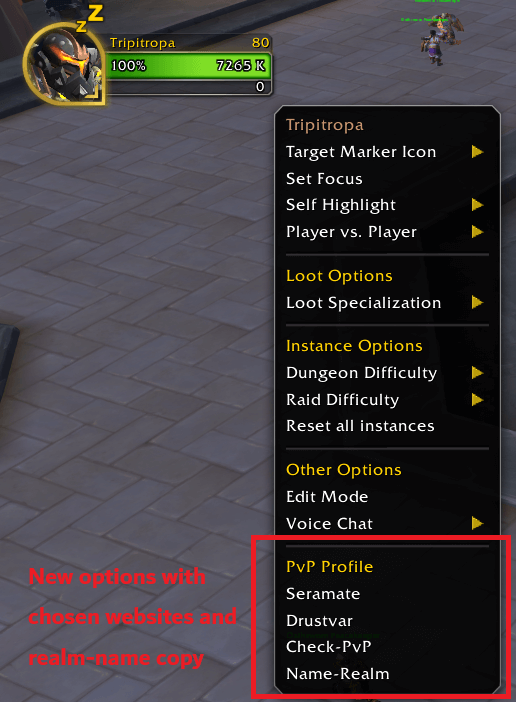 z
z
Tripitropa 80
100% 7265 K
0
Tripitropa
Target Marker Icon
Set Focus
Self Highlight
Player vs. Player
Loot Options
Loot Specialization
Instance Options
Dungeon Difficulty
Raid Difficulty
Reset all instances
Other Options
Edit Mode
Voice Chat
PvP Profile
Seramate
Drustvar
Check-PvP
Name-Realm
New options with
chosen websites and
realm-name copy